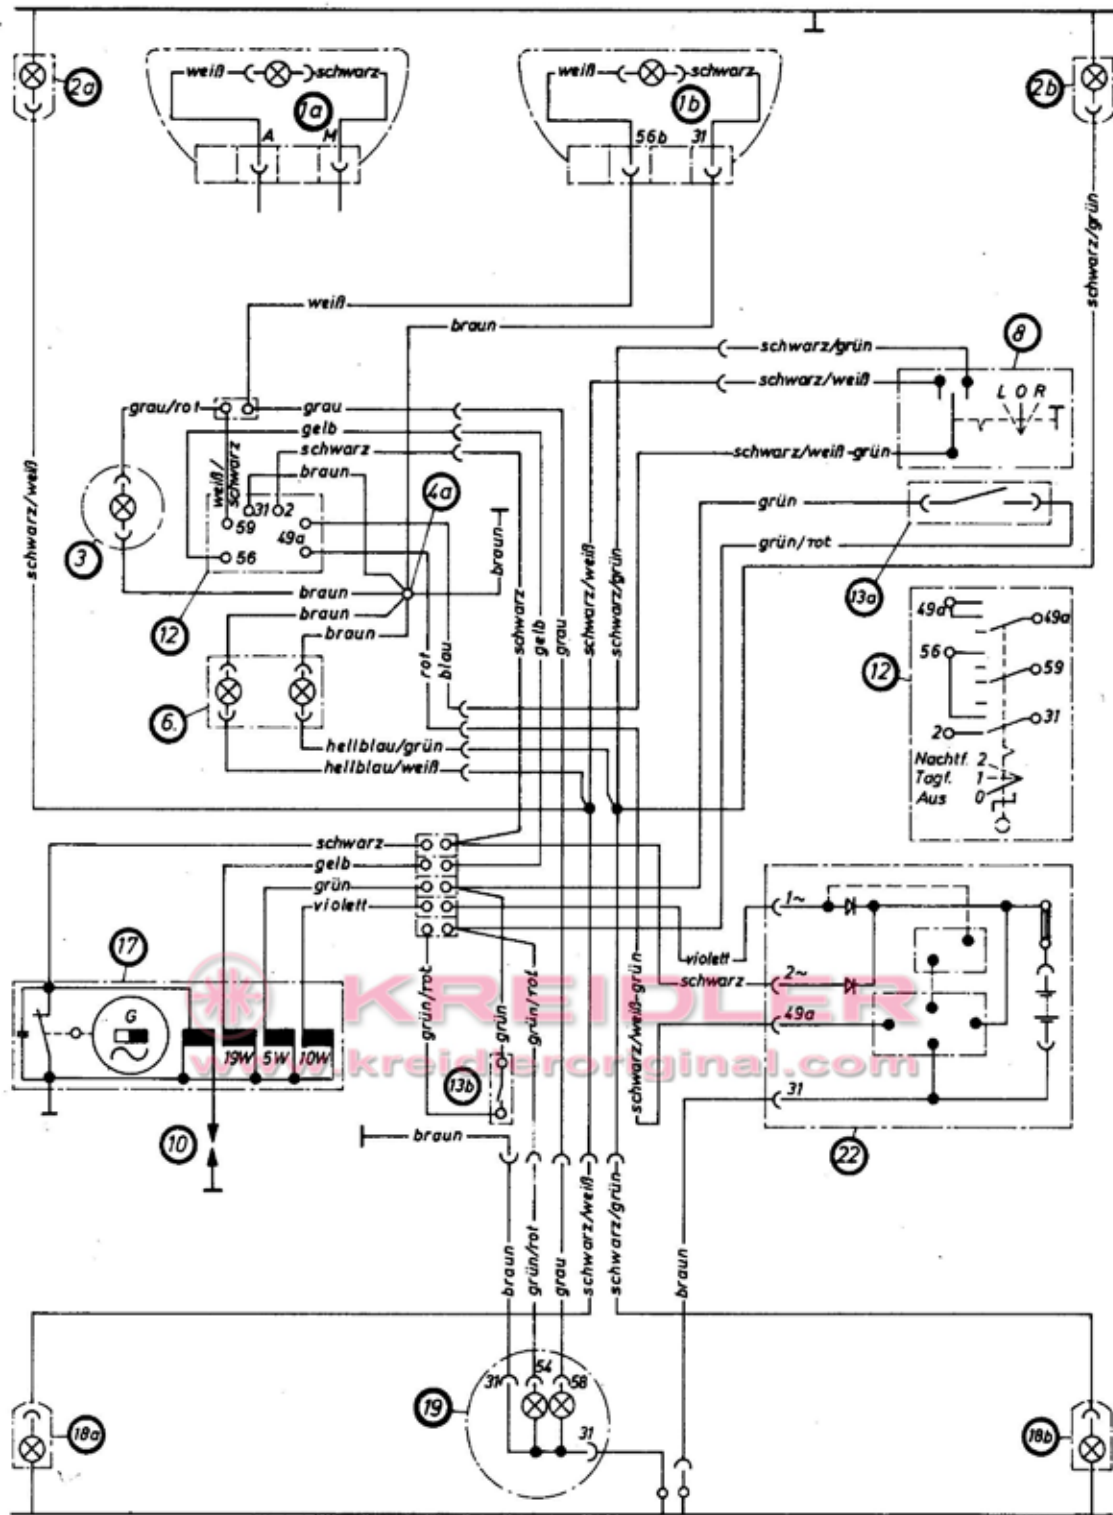 2a
weiß
schwarz
1a
A
M
weiß
schwarz
1b
56b
31
2b
schwarz/grün
weiß
braun
schwarz/grün
8
schwarz/weiß
L O R
grau/rot
grau
gelb
schwarz
braun
weiß/
schwarz
schwarz/weiß-grün
4a
31
2
59
49a
56
3
12
schwarz/weiß
grün
grün/rot
13a
braun
braun
braun
braun
6.
rot
blau
schwarz
gelb
grau
schwarz/weiß
schwarz/grün
hellblau/grün
hellblau/weiß
49a
49a
56
59
31
2
12
Nachtf. 2
Tagf. 1
Aus 0
schwarz
gelb
grün
violett
17
G
19W
5W
10W
10
grün/rot
grün
grün/rot
13b
braun
violett
schwarz
schwarz/weiß-grün
1~
2~
49a
31
22
KREIDLER
www.kreidleroriginal.com
braun
grün/rot
grau
schwarz/weiß
schwarz/grün
braun
31
54
58
31
19
18a
18b